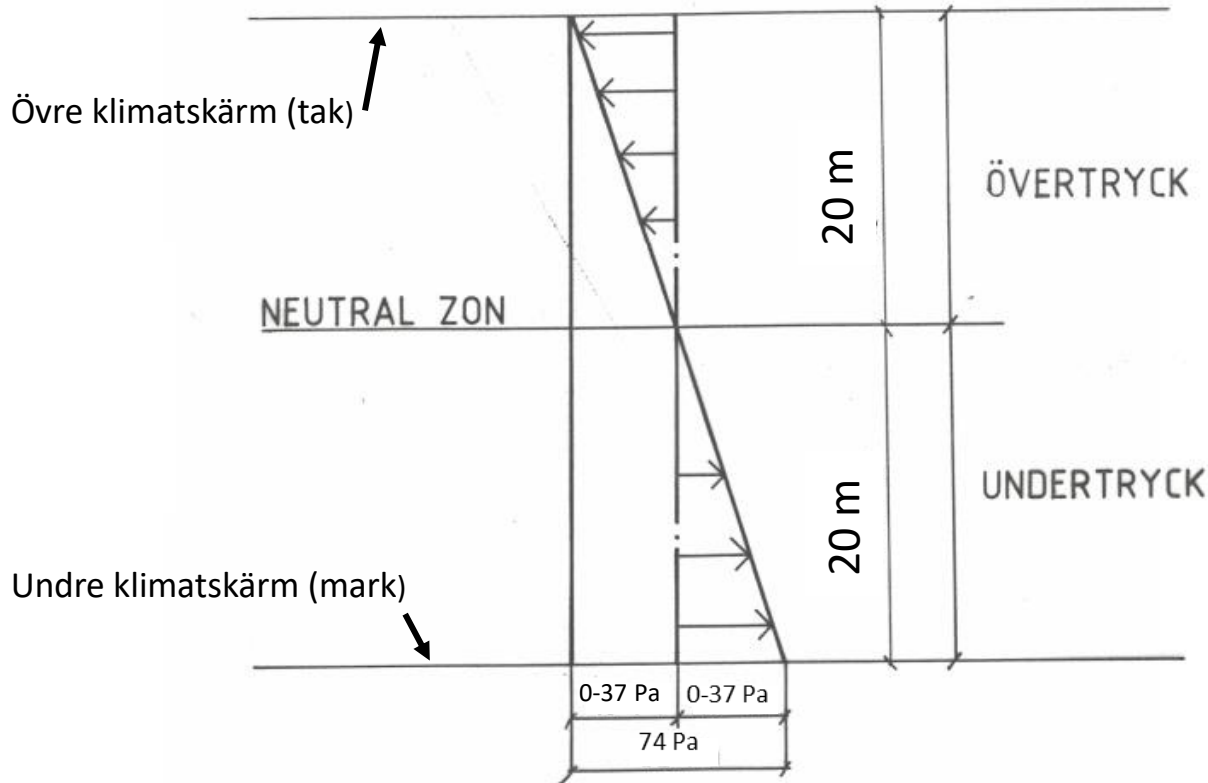 Övre klimatskärm (tak)
20 m
ÖVERTRYCK
NEUTRAL ZON
20 m
UNDERTRYCK
Undre klimatskärm (mark)
0-37 Pa
0-37 Pa
74 Pa